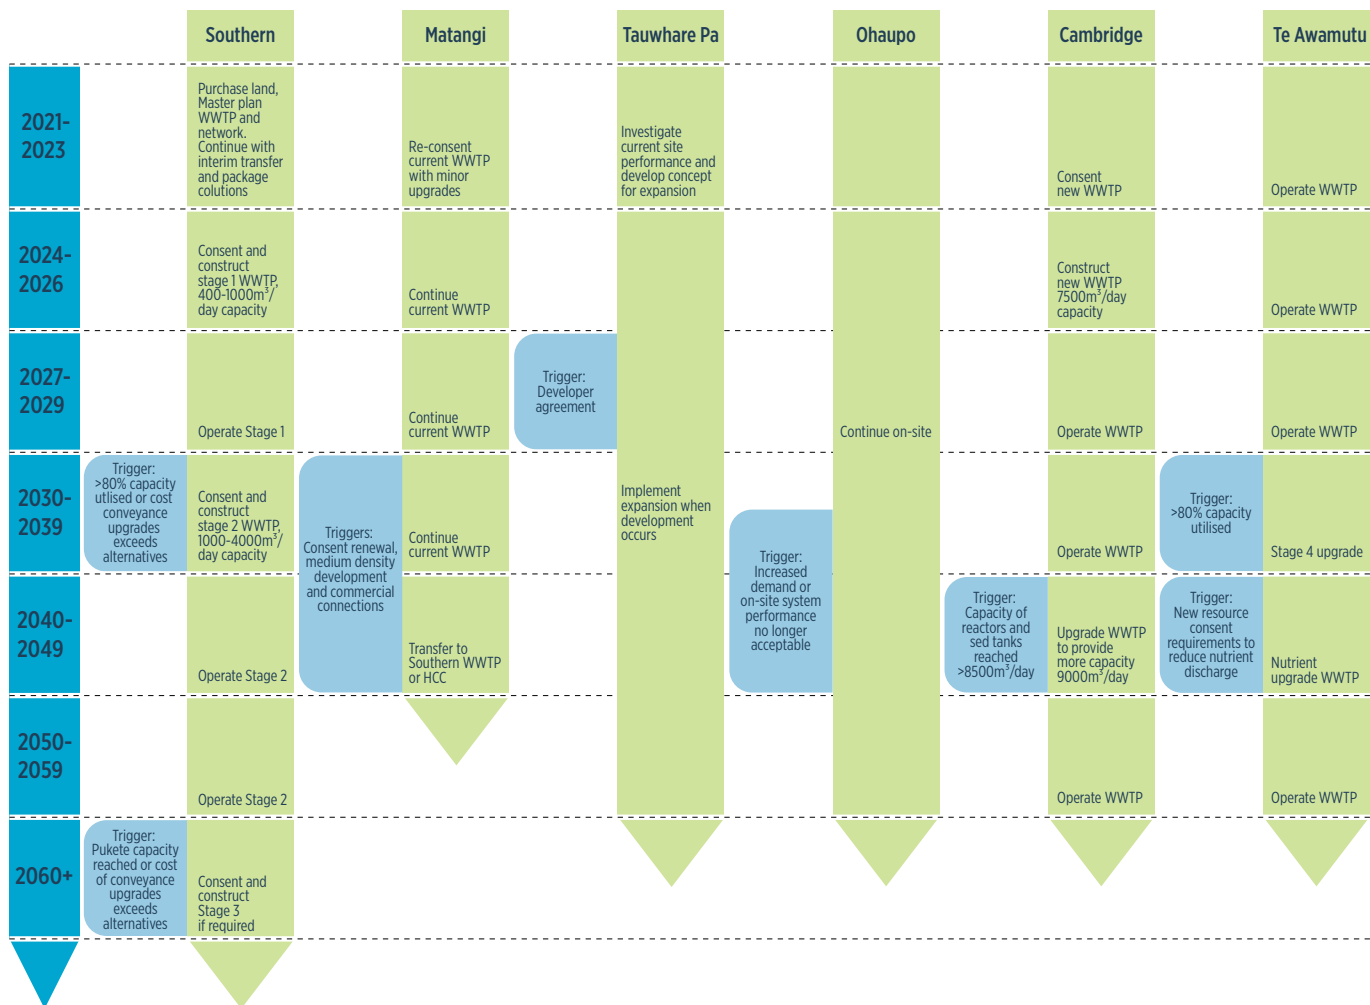 Southern
Matangi
Tauwhare Pa
Ohaupo
Cambridge
Te Awamutu
2021-
2023
Purchase land,
Master plan
WWTP and
network.
Continue with
interim transfer
and package
colutions
Re-consent
current WWTP
with minor
upgrades
Investigate
current site
performance and
develop concept
for expansion
Consent
new WWTP
Operate WWTP
2024-
2026
Consent and
construct
stage 1 WWTP,
400-1000m³/
day capacity
Continue
current WWTP
Construct
new WWTP
7500m³/day
capacity
Operate WWTP
2027-
2029
Operate Stage 1
Continue
current WWTP
Trigger:
Developer
agreement
Continue on-site
Operate WWTP
Operate WWTP
2030-
2039
Trigger:
>80% capacity
utlised or cost
conveyance
upgrades
exceeds
alternatives
Consent and
construct
stage 2 WWTP,
1000-4000m³/
day capacity
Triggers:
Consent renewal,
medium density
development
and commercial
connections
Continue
current WWTP
Implement
expansion when
development
occurs
Trigger:
Increased
demand or
on-site system
performance
no longer
acceptable
Operate WWTP
Trigger:
>80% capacity
utilised
Stage 4 upgrade
2040-
2049
Operate Stage 2
Transfer to
Southern WWTP
or HCC
Trigger:
Capacity of
reactors and
sed tanks
reached
>8500m³/day
Upgrade WWTP
to provide
more capacity
9000m³/day
Trigger:
New resource
consent
requirements to
reduce nutrient
discharge
Nutrient
upgrade WWTP
2050-
2059
Operate Stage 2
Operate WWTP
Operate WWTP
2060+
Trigger:
Pukete capacity
reached or cost
of conveyance
upgrades
exceeds
alternatives
Consent and
construct
Stage 3
if required